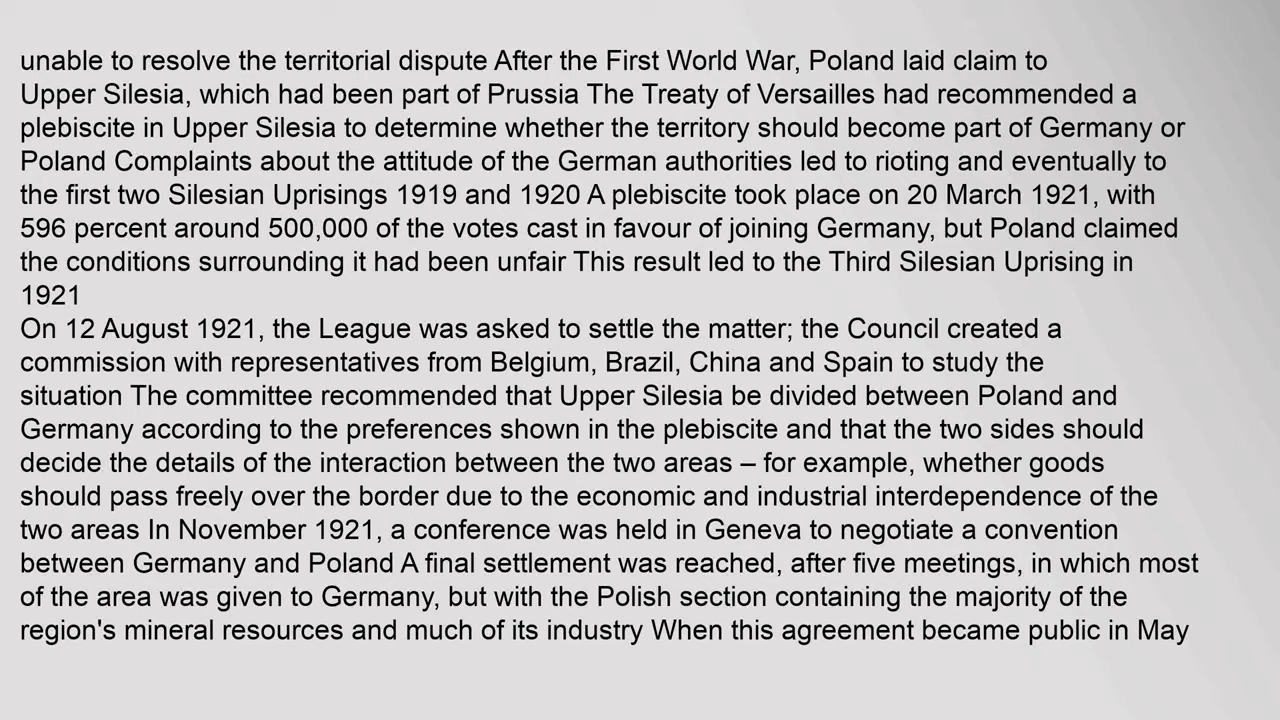 unable to resolve the territorial dispute After the First World War, Poland laid claim to
Upper Silesia, which had been part of Prussia The Treaty of Versailles had recommended a
plebiscite in Upper Silesia to determine whether the territory should become part of Germany or
Poland Complaints about the attitude of the German authorities led to rioting and eventually to
the first two Silesian Uprisings 1919 and 1920 A plebiscite took place on 20 March 1921, with
596 percent around 500,000 of the votes cast in favour of joining Germany, but Poland claimed
the conditions surrounding it had been unfair This result led to the Third Silesian Uprising in
1921
On 12 August 1921, the League was asked to settle the matter; the Council created a
commission with representatives from Belgium, Brazil, China and Spain to study the
situation The committee recommended that Upper Silesia be divided between Poland and
Germany according to the preferences shown in the plebiscite and that the two sides should
decide the details of the interaction between the two areas – for example, whether goods
should pass freely over the border due to the economic and industrial interdependence of the
two areas In November 1921, a conference was held in Geneva to negotiate a convention
between Germany and Poland A final settlement was reached, after five meetings, in which most
of the area was given to Germany, but with the Polish section containing the majority of the
region's mineral resources and much of its industry When this agreement became public in May